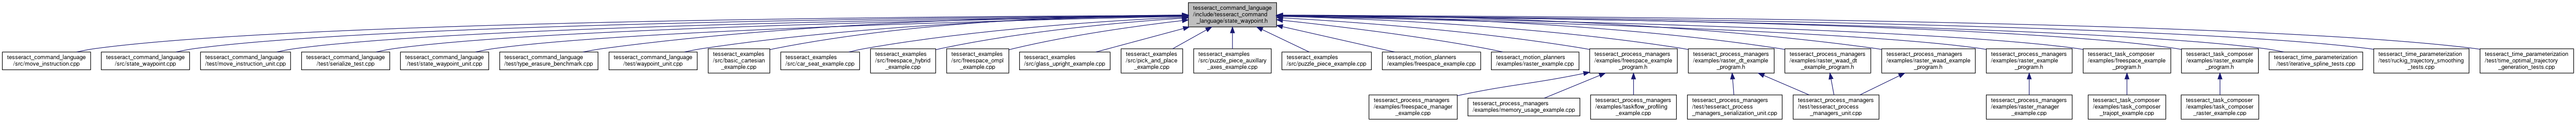 tesseract_command_language
/include/tesseract_command
_language/state_waypoint.h
tesseract_command_language
/src/move_instruction.cpp
tesseract_command_language
/src/state_waypoint.cpp
tesseract_command_language
/test/move_instruction_unit.cpp
tesseract_command_language
/test/serialize_test.cpp
tesseract_command_language
/test/state_waypoint_unit.cpp
tesseract_command_language
/test/type_erasure_benchmark.cpp
tesseract_command_language
/test/waypoint_unit.cpp
tesseract_examples
/src/basic_cartesian
_example.cpp
tesseract_examples
/src/car_seat_example.cpp
tesseract_examples
/src/freespace_hybrid
_example.cpp
tesseract_examples
/src/freespace_ompl
_example.cpp
tesseract_examples
/src/glass_upright_example.cpp
tesseract_examples
/src/pick_and_place
_example.cpp
tesseract_examples
/src/puzzle_piece_auxillary
_axes_example.cpp
tesseract_examples
/src/puzzle_piece_example.cpp
tesseract_motion_planners
/examples/freespace_example.cpp
tesseract_motion_planners
/examples/raster_example.cpp
tesseract_process_managers
/examples/freespace_example
_program.h
tesseract_process_managers
/examples/raster_dt_example
_program.h
tesseract_process_managers
/examples/raster_waad_dt
_example_program.h
tesseract_process_managers
/examples/raster_waad_example
_program.h
tesseract_process_managers
/examples/raster_example
_program.h
tesseract_task_composer
/examples/freespace_example
_program.h
tesseract_task_composer
/examples/raster_example
_program.h
tesseract_time_parameterization
/test/iterative_spline_tests.cpp
tesseract_time_parameterization
/test/ruckig_trajectory_smoothing
_tests.cpp
tesseract_time_parameterization
/test/time_optimal_trajectory
_generation_tests.cpp
tesseract_process_managers
/examples/freespace_manager
_example.cpp
tesseract_process_managers
/examples/memory_usage_example.cpp
tesseract_process_managers
/examples/taskflow_profiling
_example.cpp
tesseract_process_managers
/test/tesseract_process
_managers_serialization_unit.cpp
tesseract_process_managers
/test/tesseract_process
_managers_unit.cpp
tesseract_process_managers
/examples/raster_manager
_example.cpp
tesseract_task_composer
/examples/task_composer
_trajopt_example.cpp
tesseract_task_composer
/examples/task_composer
_raster_example.cpp